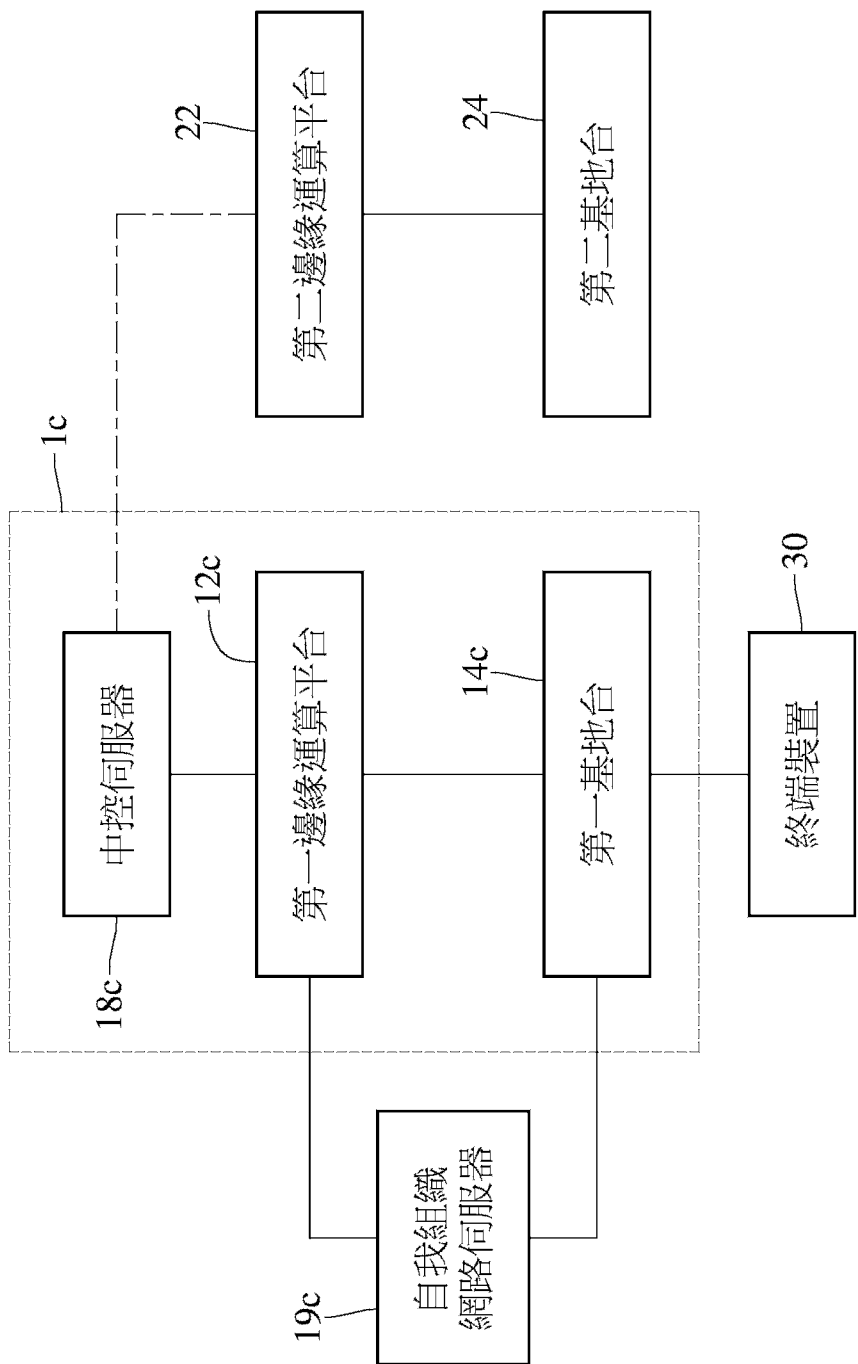 1c
中控伺服器
18c
第一邊緣運算平台
12c
第二邊緣運算平台
22
自我組織
網路伺服器
19c
第一基地台
14c
第二基地台
24
終端裝置
30